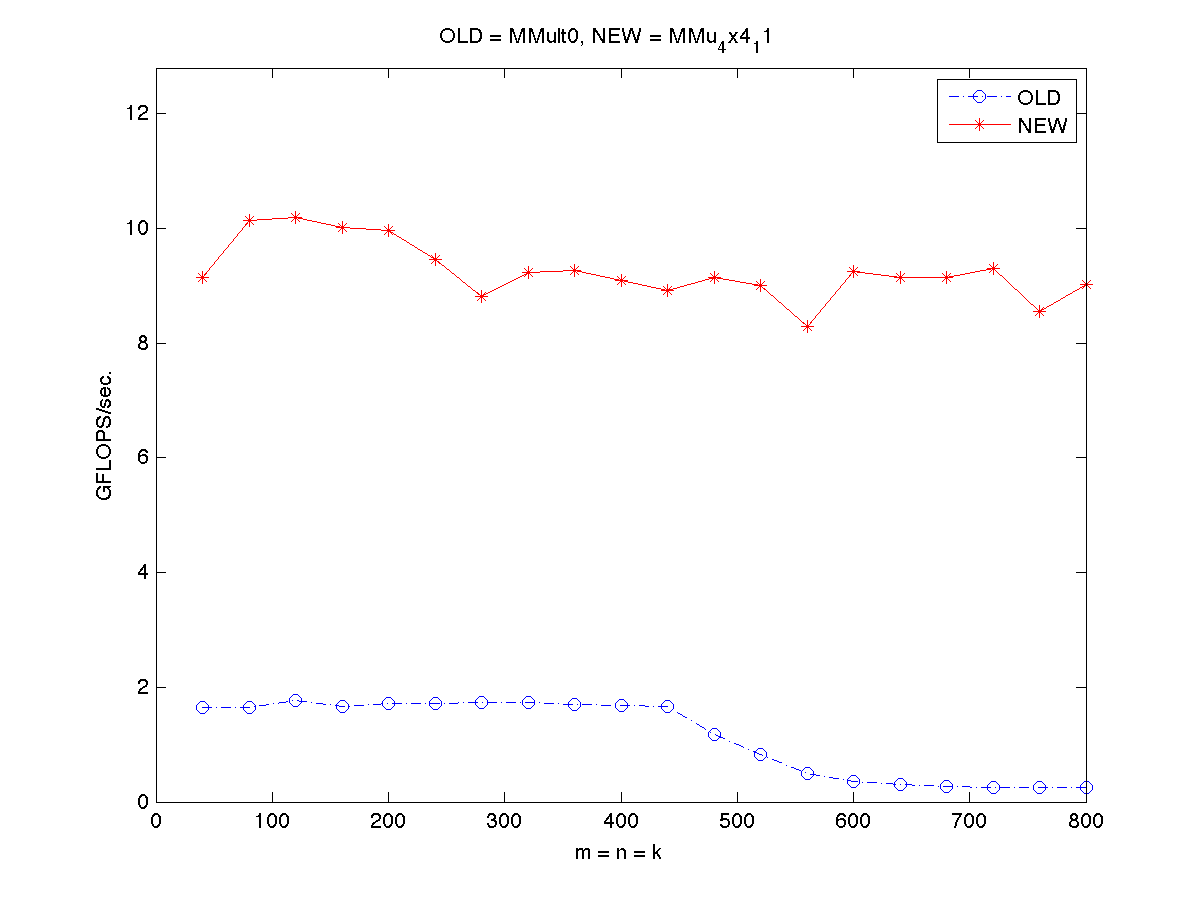 OLD = MMult0, NEW = MMu₄x4₁1
OLD
NEW
12
10
8
6
4
2
0
GFLOPS/sec.
0 100 200 300 400 500 600 700 800
m = n = k